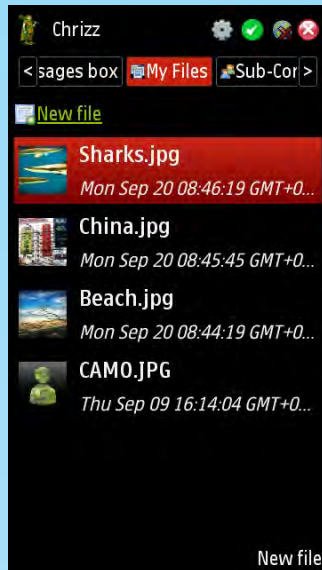 Chrizz
< sages box My Files Sub-Cor >
New file
Sharks.jpg
Mon Sep 20 08:46:19 GMT+0...
China.jpg
Mon Sep 20 08:45:45 GMT+0...
Beach.jpg
Mon Sep 20 08:44:19 GMT+0...
CAMO.JPG
Thu Sep 09 16:14:04 GMT+0...
New file